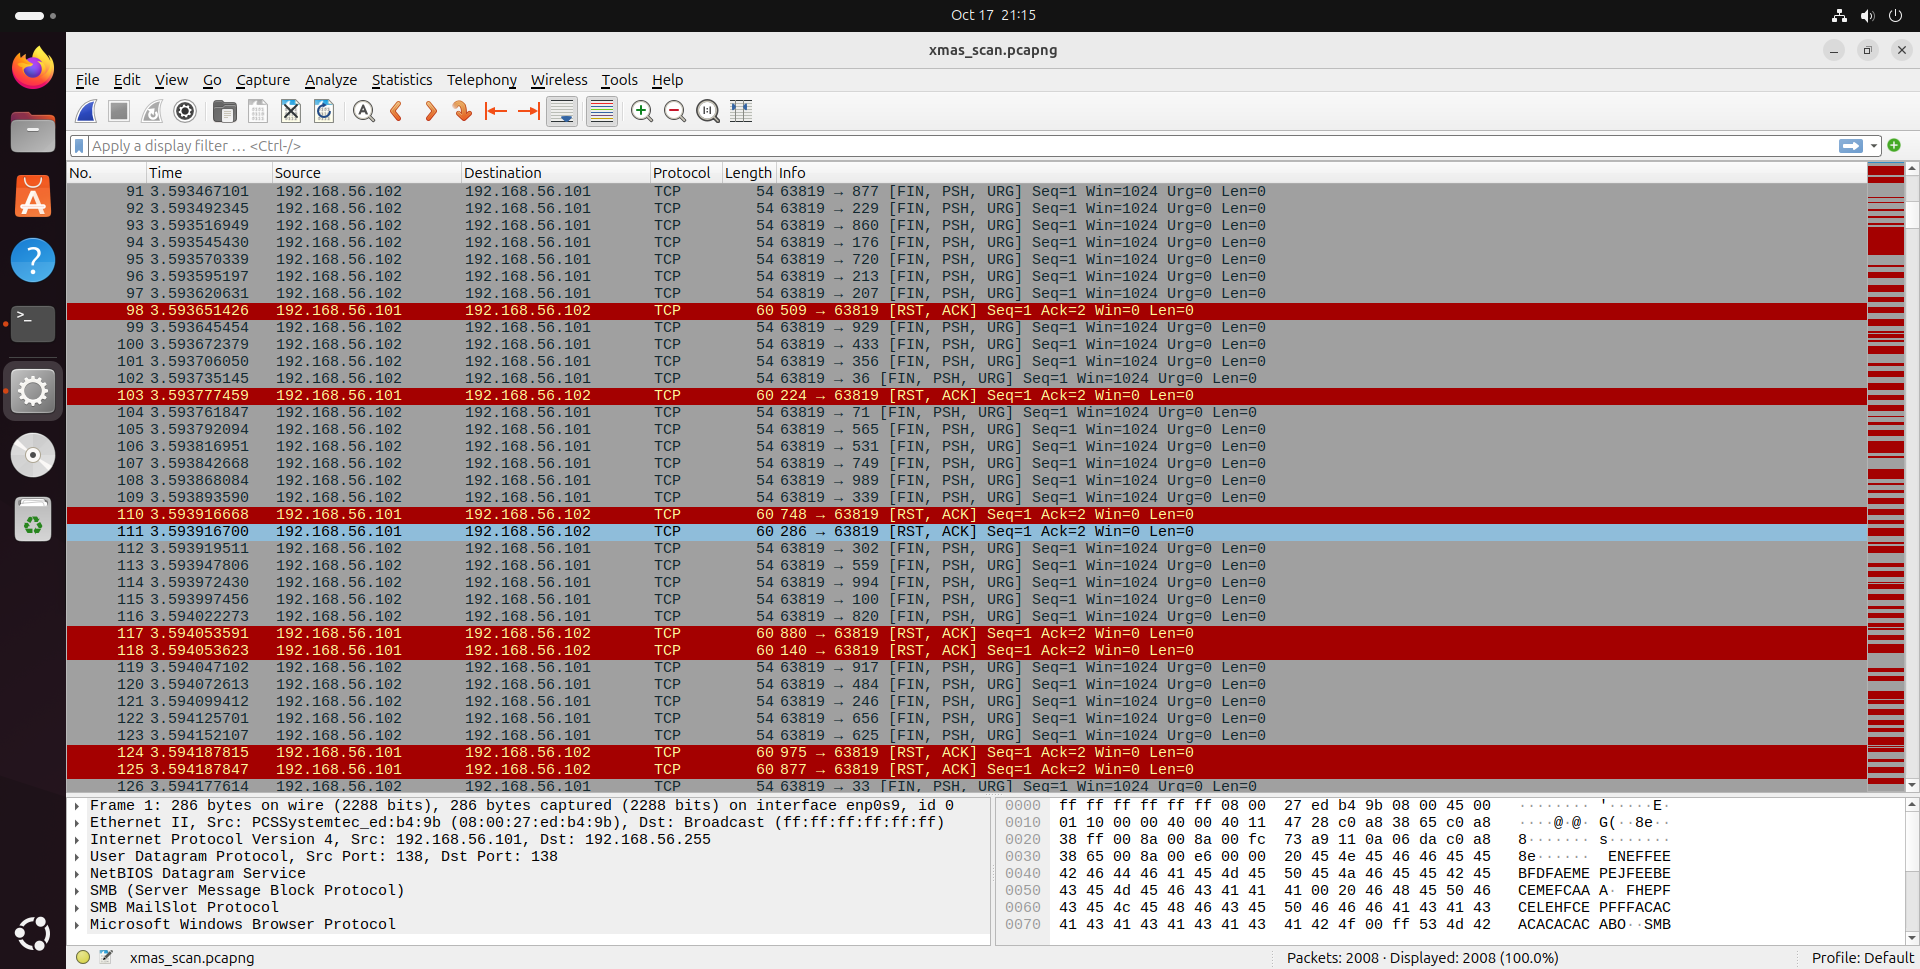 Oct 17 21:15
xmas_scan.pcapng
File Edit View Go Capture Analyze Statistics Telephony Wireless Tools Help
Apply a display filter … <Ctrl-/>
No. Time Source Destination Protocol Length Info
91 3.593467101 192.168.56.102 192.168.56.101 TCP 54 63819 → 877 [FIN, PSH, URG] Seq=1 Win=1024 Urg=0 Len=0
92 3.593492345 192.168.56.102 192.168.56.101 TCP 54 63819 → 229 [FIN, PSH, URG] Seq=1 Win=1024 Urg=0 Len=0
93 3.593516949 192.168.56.102 192.168.56.101 TCP 54 63819 → 860 [FIN, PSH, URG] Seq=1 Win=1024 Urg=0 Len=0
94 3.593545430 192.168.56.102 192.168.56.101 TCP 54 63819 → 176 [FIN, PSH, URG] Seq=1 Win=1024 Urg=0 Len=0
95 3.593570339 192.168.56.102 192.168.56.101 TCP 54 63819 → 720 [FIN, PSH, URG] Seq=1 Win=1024 Urg=0 Len=0
96 3.593595197 192.168.56.102 192.168.56.101 TCP 54 63819 → 213 [FIN, PSH, URG] Seq=1 Win=1024 Urg=0 Len=0
97 3.593620631 192.168.56.102 192.168.56.101 TCP 54 63819 → 207 [FIN, PSH, URG] Seq=1 Win=1024 Urg=0 Len=0
98 3.593651426 192.168.56.101 192.168.56.102 TCP 60 509 → 63819 [RST, ACK] Seq=1 Ack=2 Win=0 Len=0
99 3.593645454 192.168.56.102 192.168.56.101 TCP 54 63819 → 929 [FIN, PSH, URG] Seq=1 Win=1024 Urg=0 Len=0
100 3.593672379 192.168.56.102 192.168.56.101 TCP 54 63819 → 433 [FIN, PSH, URG] Seq=1 Win=1024 Urg=0 Len=0
101 3.593706050 192.168.56.102 192.168.56.101 TCP 54 63819 → 356 [FIN, PSH, URG] Seq=1 Win=1024 Urg=0 Len=0
102 3.593735145 192.168.56.102 192.168.56.101 TCP 54 63819 → 36 [FIN, PSH, URG] Seq=1 Win=1024 Urg=0 Len=0
103 3.593777459 192.168.56.101 192.168.56.102 TCP 60 224 → 63819 [RST, ACK] Seq=1 Ack=2 Win=0 Len=0
104 3.593761847 192.168.56.102 192.168.56.101 TCP 54 63819 → 71 [FIN, PSH, URG] Seq=1 Win=1024 Urg=0 Len=0
105 3.593792094 192.168.56.102 192.168.56.101 TCP 54 63819 → 565 [FIN, PSH, URG] Seq=1 Win=1024 Urg=0 Len=0
106 3.593816951 192.168.56.102 192.168.56.101 TCP 54 63819 → 531 [FIN, PSH, URG] Seq=1 Win=1024 Urg=0 Len=0
107 3.593842668 192.168.56.102 192.168.56.101 TCP 54 63819 → 749 [FIN, PSH, URG] Seq=1 Win=1024 Urg=0 Len=0
108 3.593868084 192.168.56.102 192.168.56.101 TCP 54 63819 → 989 [FIN, PSH, URG] Seq=1 Win=1024 Urg=0 Len=0
109 3.593893590 192.168.56.102 192.168.56.101 TCP 54 63819 → 339 [FIN, PSH, URG] Seq=1 Win=1024 Urg=0 Len=0
110 3.593916668 192.168.56.101 192.168.56.102 TCP 60 748 → 63819 [RST, ACK] Seq=1 Ack=2 Win=0 Len=0
111 3.593916700 192.168.56.101 192.168.56.102 TCP 60 286 → 63819 [RST, ACK] Seq=1 Ack=2 Win=0 Len=0
112 3.593919511 192.168.56.102 192.168.56.101 TCP 54 63819 → 302 [FIN, PSH, URG] Seq=1 Win=1024 Urg=0 Len=0
113 3.593947806 192.168.56.102 192.168.56.101 TCP 54 63819 → 559 [FIN, PSH, URG] Seq=1 Win=1024 Urg=0 Len=0
114 3.593972430 192.168.56.102 192.168.56.101 TCP 54 63819 → 994 [FIN, PSH, URG] Seq=1 Win=1024 Urg=0 Len=0
115 3.593997456 192.168.56.102 192.168.56.101 TCP 54 63819 → 100 [FIN, PSH, URG] Seq=1 Win=1024 Urg=0 Len=0
116 3.594022273 192.168.56.102 192.168.56.101 TCP 54 63819 → 820 [FIN, PSH, URG] Seq=1 Win=1024 Urg=0 Len=0
117 3.594053591 192.168.56.101 192.168.56.102 TCP 60 880 → 63819 [RST, ACK] Seq=1 Ack=2 Win=0 Len=0
118 3.594053623 192.168.56.101 192.168.56.102 TCP 60 140 → 63819 [RST, ACK] Seq=1 Ack=2 Win=0 Len=0
119 3.594047102 192.168.56.102 192.168.56.101 TCP 54 63819 → 917 [FIN, PSH, URG] Seq=1 Win=1024 Urg=0 Len=0
120 3.594072613 192.168.56.102 192.168.56.101 TCP 54 63819 → 484 [FIN, PSH, URG] Seq=1 Win=1024 Urg=0 Len=0
121 3.594099412 192.168.56.102 192.168.56.101 TCP 54 63819 → 246 [FIN, PSH, URG] Seq=1 Win=1024 Urg=0 Len=0
122 3.594125701 192.168.56.102 192.168.56.101 TCP 54 63819 → 656 [FIN, PSH, URG] Seq=1 Win=1024 Urg=0 Len=0
123 3.594152107 192.168.56.102 192.168.56.101 TCP 54 63819 → 625 [FIN, PSH, URG] Seq=1 Win=1024 Urg=0 Len=0
124 3.594187815 192.168.56.101 192.168.56.102 TCP 60 975 → 63819 [RST, ACK] Seq=1 Ack=2 Win=0 Len=0
125 3.594187847 192.168.56.101 192.168.56.102 TCP 60 877 → 63819 [RST, ACK] Seq=1 Ack=2 Win=0 Len=0
126 3.594177614 192.168.56.102 192.168.56.101 TCP 54 63819 → 33 [FIN, PSH, URG] Seq=1 Win=1024 Urg=0 Len=0
Frame 1: 286 bytes on wire (2288 bits), 286 bytes captured (2288 bits) on interface enp0s9, id 0
Ethernet II, Src: PCSSystemtec_ed:b4:9b (08:00:27:ed:b4:9b), Dst: Broadcast (ff:ff:ff:ff:ff:ff)
Internet Protocol Version 4, Src: 192.168.56.101, Dst: 192.168.56.255
User Datagram Protocol, Src Port: 138, Dst Port: 138
NetBIOS Datagram Service
SMB (Server Message Block Protocol)
SMB MailSlot Protocol
Microsoft Windows Browser Protocol
0000 ff ff ff ff ff ff 08 00 27 ed b4 9b 08 00 45 00 ········ '·····E·
0010 01 10 00 00 40 00 40 11 47 28 c0 a8 38 65 c0 a8 ····@·@· G(··8e··
0020 38 ff 00 8a 00 8a 00 fc 73 a9 11 0a 06 da c0 a8 8······· s·······
0030 38 65 00 8a 00 e6 00 00 20 45 4e 45 46 46 45 45 8e······ ENEFFEE
0040 42 46 44 46 41 45 4d 45 50 45 4a 46 45 45 42 45 BFDFAEME PEJFEEBE
0050 43 45 4d 45 46 43 41 41 41 00 20 46 48 45 50 46 CEMEFCAA A· FHEPF
0060 43 45 4c 45 48 46 43 45 50 46 46 46 41 43 41 43 CELEHFCE PFFFACAC
0070 41 43 41 43 41 43 41 43 41 42 4f 00 ff 53 4d 42 ACACACAC ABO··SMB
xmas_scan.pcapng
Packets: 2008 · Displayed: 2008 (100.0%)
Profile: Default